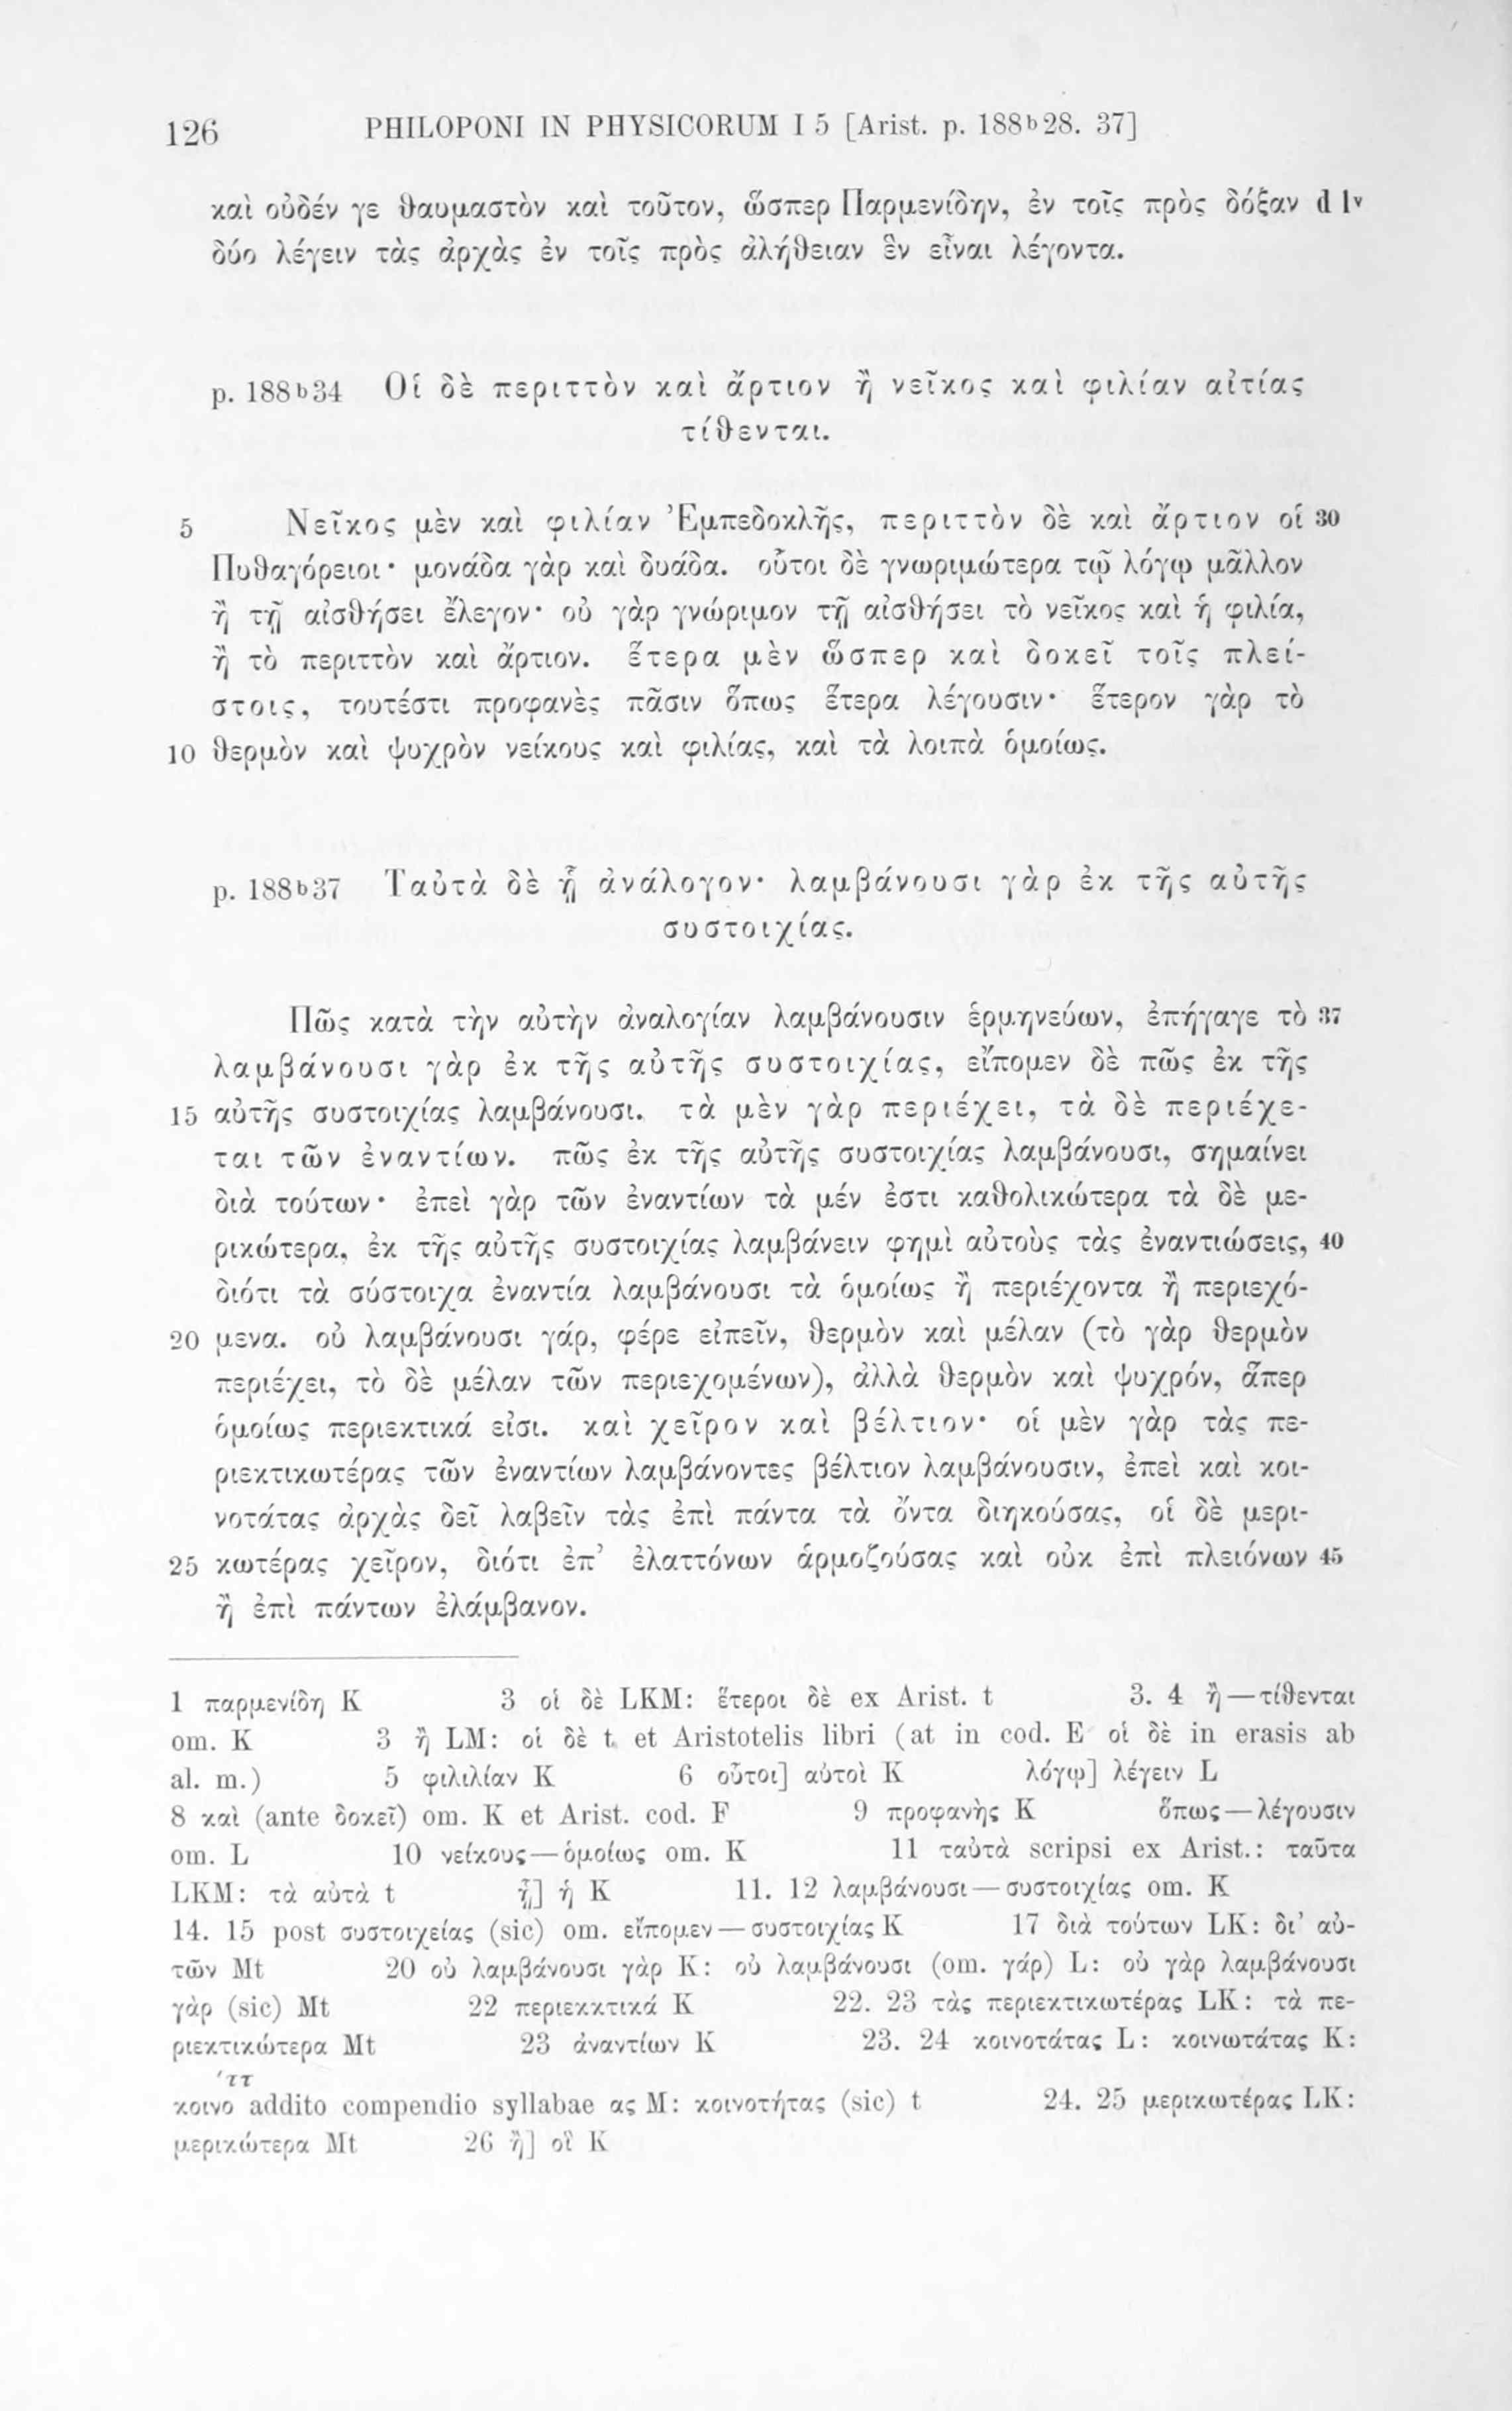 126 PHILOPONI IN PHYSICORUM I 5 [Arist. p. 188b28. 37]
καὶ οὐδέν γε θαυμαστὸν καὶ τοῦτον, ὥσπερ Παρμενίδην, ἐν τοῖς πρὸς δόξαν d 1v
δύο λέγειν τὰς ἀρχὰς ἐν τοῖς πρὸς ἀλήθειαν ἓν εἶναι λέγοντα.
p. 188b34 Οἱ δὲ περιττὸν καὶ ἄρτιον ἢ νεῖκος καὶ φιλίαν αἰτίας
τίθενται.
5 Νεῖκος μὲν καὶ φιλίαν Ἐμπεδοκλῆς, περιττὸν δὲ καὶ ἄρτιον οἱ 30
Πυθαγόρειοι· μονάδα γὰρ καὶ δυάδα. οὗτοι δὲ γνωριμώτερα τῷ λόγῳ μᾶλλον
ἢ τῇ αἰσθήσει ἔλεγον· οὐ γὰρ γνώριμον τῇ αἰσθήσει τὸ νεῖκος καὶ ἡ φιλία,
ἢ τὸ περιττὸν καὶ ἄρτιον. ἕτερα μὲν ὥσπερ καὶ δοκεῖ τοῖς πλεί-
στοις, τουτέστι προφανὲς πᾶσιν ὅπως ἕτερα λέγουσιν· ἕτερον γὰρ τὸ
10 θερμὸν καὶ ψυχρὸν νείκους καὶ φιλίας, καὶ τὰ λοιπὰ ὁμοίως.
p. 188b37 Ταὐτὰ δὲ ᾗ ἀνάλογον· λαμβάνουσι γὰρ ἐκ τῆς αὐτῆς
συστοιχίας.
Πῶς κατὰ τὴν αὐτὴν ἀναλογίαν λαμβάνουσιν ἑρμηνεύων, ἐπήγαγε τὸ 37
λαμβάνουσι γὰρ ἐκ τῆς αὐτῆς συστοιχίας, εἴπομεν δὲ πῶς ἐκ τῆς
15 αὐτῆς συστοιχίας λαμβάνουσι. τὰ μὲν γὰρ περιέχει, τὰ δὲ περιέχε-
ται τῶν ἐναντίων. πῶς ἐκ τῆς αὐτῆς συστοιχίας λαμβάνουσι, σημαίνει
διὰ τούτων· ἐπεὶ γὰρ τῶν ἐναντίων τὰ μέν ἐστι καθολικώτερα τὰ δὲ με-
ρικώτερα, ἐκ τῆς αὐτῆς συστοιχίας λαμβάνειν φημὶ αὐτοὺς τὰς ἐναντιώσεις, 40
διότι τὰ σύστοιχα ἐναντία λαμβάνουσι τὰ ὁμοίως ἢ περιέχοντα ἢ περιεχό-
20 μενα. οὐ λαμβάνουσι γάρ, φέρε εἰπεῖν, θερμὸν καὶ μέλαν (τὸ γὰρ θερμὸν
περιέχει, τὸ δὲ μέλαν τῶν περιεχομένων), ἀλλὰ θερμὸν καὶ ψυχρόν, ἅπερ
ὁμοίως περιεκτικά εἰσι. καὶ χεῖρον καὶ βέλτιον· οἱ μὲν γὰρ τὰς πε-
ριεκτικωτέρας τῶν ἐναντίων λαμβάνοντες βέλτιον λαμβάνουσιν, ἐπεὶ καὶ κοι-
νοτάτας ἀρχὰς δεῖ λαβεῖν τὰς ἐπὶ πάντα τὰ ὄντα διηκούσας, οἱ δὲ μερι-
25 κωτέρας χεῖρον, διότι ἐπ’ ἐλαττόνων ἁρμοζούσας καὶ οὐκ ἐπὶ πλειόνων 45
ἢ ἐπὶ πάντων ἐλάμβανον.
1 παρμενίδη K 3 οἱ δὲ LKM: ἕτεροι δὲ ex Arist. t 3. 4 ἢ—τίθενται
om. K 3 ἢ LM: οἱ δὲ t et Aristotelis libri (at in cod. E οἱ δὲ in erasis ab
al. m.) 5 φιλιλίαν K 6 οὗτοι] αὐτοὶ K λόγῳ] λέγειν L
8 καὶ (ante δοκεῖ) om. K et Arist. cod. F 9 προφανὴς K ὅπως—λέγουσιν
om. L 10 νείκους—ὁμοίως om. K 11 ταὐτὰ scripsi ex Arist.: ταῦτα
LKM: τὰ αὐτὰ t ᾗ] ἡ K 11. 12 λαμβάνουσι—συστοιχίας om. K
14. 15 post συστοιχείας (sic) om. εἴπομεν—συστοιχίας K 17 διὰ τούτων LK: δι’ αὐ-
τῶν Mt 20 οὐ λαμβάνουσι γὰρ K: οὐ λαμβάνουσι (om. γάρ) L: οὐ γὰρ λαμβάνουσι
γὰρ (sic) Mt 22 περιεκκτικά K 22. 23 τὰς περιεκτικωτέρας LK: τὰ πε-
ριεκτικώτερα Mt 23 ἀναντίων K 23. 24 κοινοτάτας L: κοινωτάτας K:
´ττ
κοινο addito compendio syllabae ας M: κοινοτήτας (sic) t 24. 25 μερικωτέρας LK:
μερικώτερα Mt 26 ἢ] οἳ K